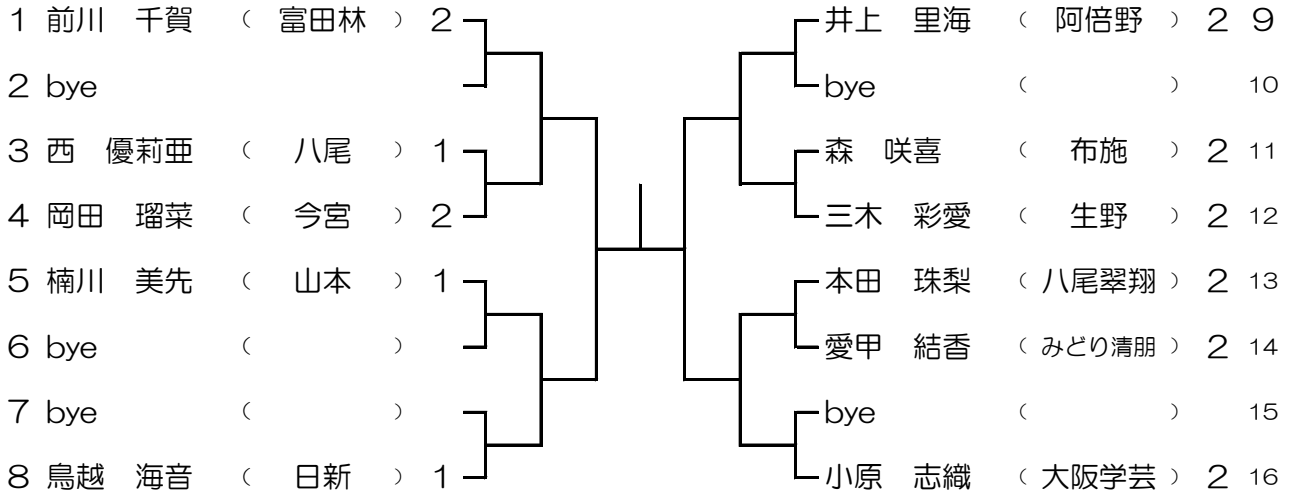 1 前川 千賀 ( 富田林 ) 2
2 bye
3 西 優莉亜 ( 八尾 ) 1
4 岡田 瑠菜 ( 今宮 ) 2
5 楠川 美先 ( 山本 ) 1
6 bye ( )
7 bye ( )
8 鳥越 海音 ( 日新 ) 1
井上 里海 ( 阿倍野 ) 2 9
bye ( ) 10
森 咲喜 ( 布施 ) 2 11
三木 彩愛 ( 生野 ) 2 12
本田 珠梨 ( 八尾翠翔 ) 2 13
愛甲 結香 ( みどり清朋 ) 2 14
bye ( ) 15
小原 志織 ( 大阪学芸 ) 2 16